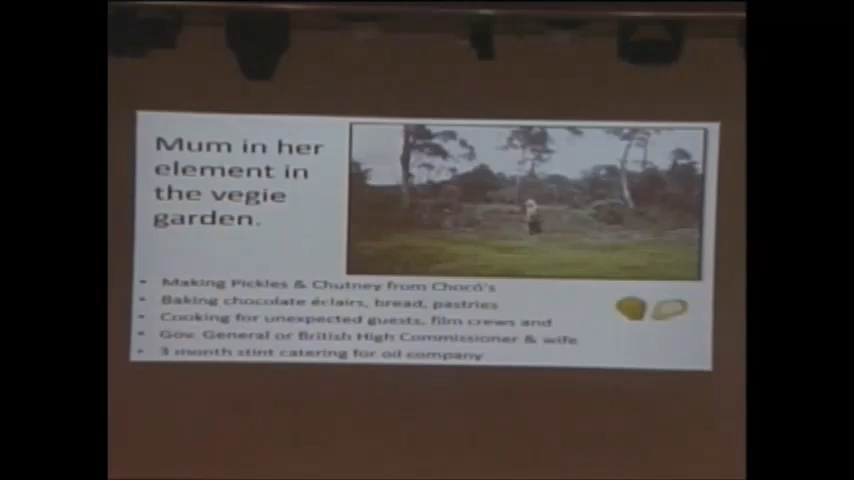 Mum in her
element in
the vegie
garden.
• Making Pickles & Chutney from Choco's
• Baking chocolate éclairs, bread, pastries
• Cooking for unexpected guests, film crews and
• Gov. General or British High Commissioner & wife
• 3 month stint catering for oil company